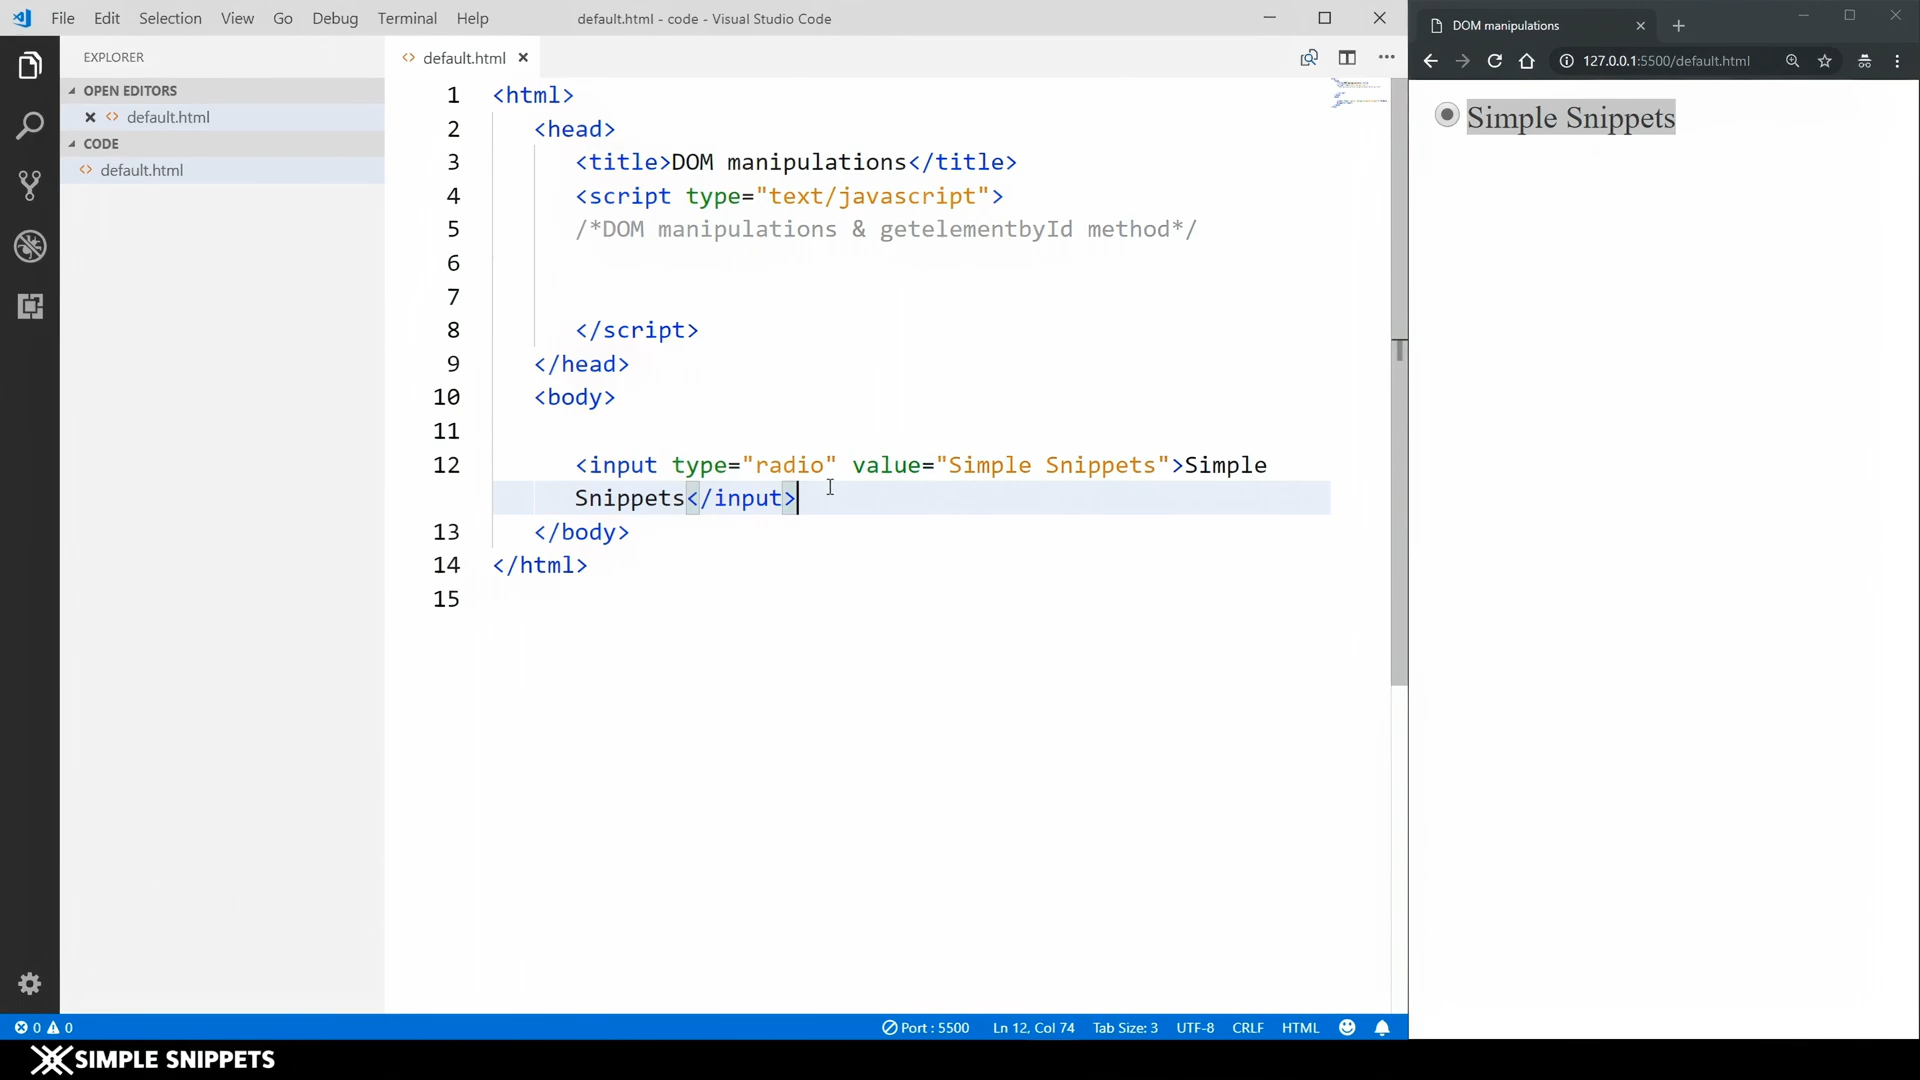 File Edit Selection View Go Debug Terminal Help
default.html - code - Visual Studio Code
EXPLORER
OPEN EDITORS
default.html
CODE
default.html
default.html
1 <html>
2 <head>
3 <title>DOM manipulations</title>
4 <script type="text/javascript">
5 /*DOM manipulations & getelementbyId method*/
6
7
8 </script>
9 </head>
10 <body>
11
12 <input type="radio" value="Simple Snippets">Simple
Snippets</input>
13 </body>
14 </html>
15
DOM manipulations
127.0.0.1:5500/default.html
Simple Snippets
0 0 Port : 5500 Ln 12, Col 74 Tab Size: 3 UTF-8 CRLF HTML
SIMPLE SNIPPETS